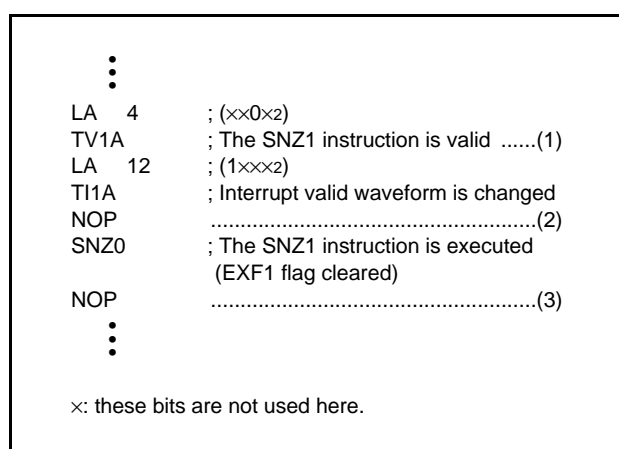 LA 4 ; (××0×2)
TV1A ; The SNZ1 instruction is valid ......(1)
LA 12 ; (1×××2)
TI1A ; Interrupt valid waveform is changed
NOP ........................................................(2)
SNZ0 ; The SNZ1 instruction is executed
(EXF1 flag cleared)
NOP ........................................................(3)
×: these bits are not used here.